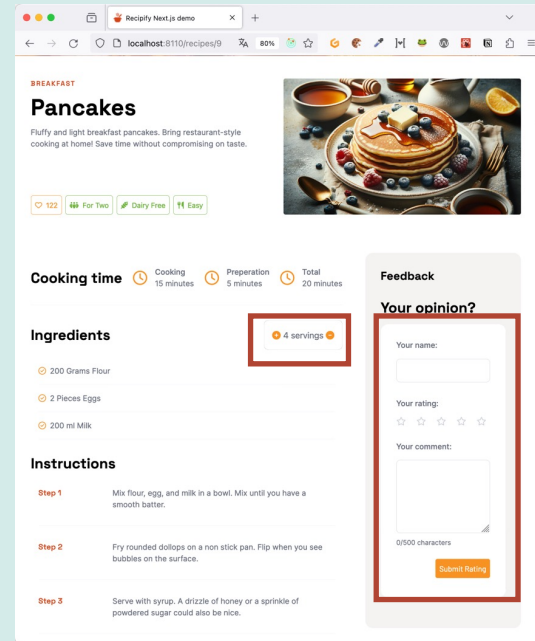 Recipify Next.js demo
localhost:8110/recipes/9
80%
BREAKFAST
Pancakes
Fluffy and light breakfast pancakes. Bring restaurant-style
cooking at home! Save time without compromising on taste.
122
For Two
Dairy Free
Easy
Cooking time
Cooking
15 minutes
Preperation
5 minutes
Total
20 minutes
Ingredients
4 servings
200 Grams Flour
2 Pieces Eggs
200 ml Milk
Instructions
Step 1
Mix flour, egg, and milk in a bowl. Mix until you have a
smooth batter.
Step 2
Fry rounded dollops on a non stick pan. Flip when you see
bubbles on the surface.
Step 3
Serve with syrup. A drizzle of honey or a sprinkle of
powdered sugar could also be nice.
Feedback
Your opinion?
Your name:
Your rating:
Your comment:
0/500 characters
Submit Rating